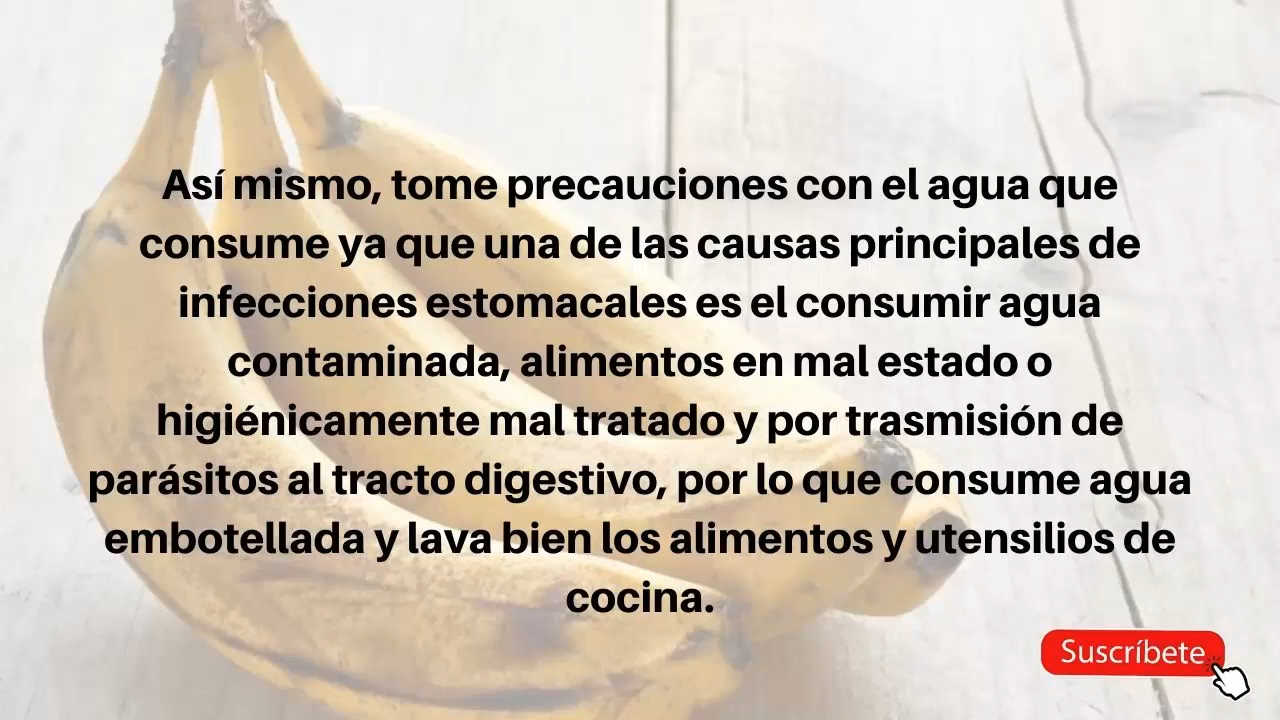 Así mismo, tome precauciones con el agua que
consume ya que una de las causas principales de
infecciones estomacales es el consumir agua
contaminada, alimentos en mal estado o
higiénicamente mal tratado y por trasmisión de
parásitos al tracto digestivo, por lo que consume agua
embotellada y lava bien los alimentos y utensilios de
cocina.
Suscríbete